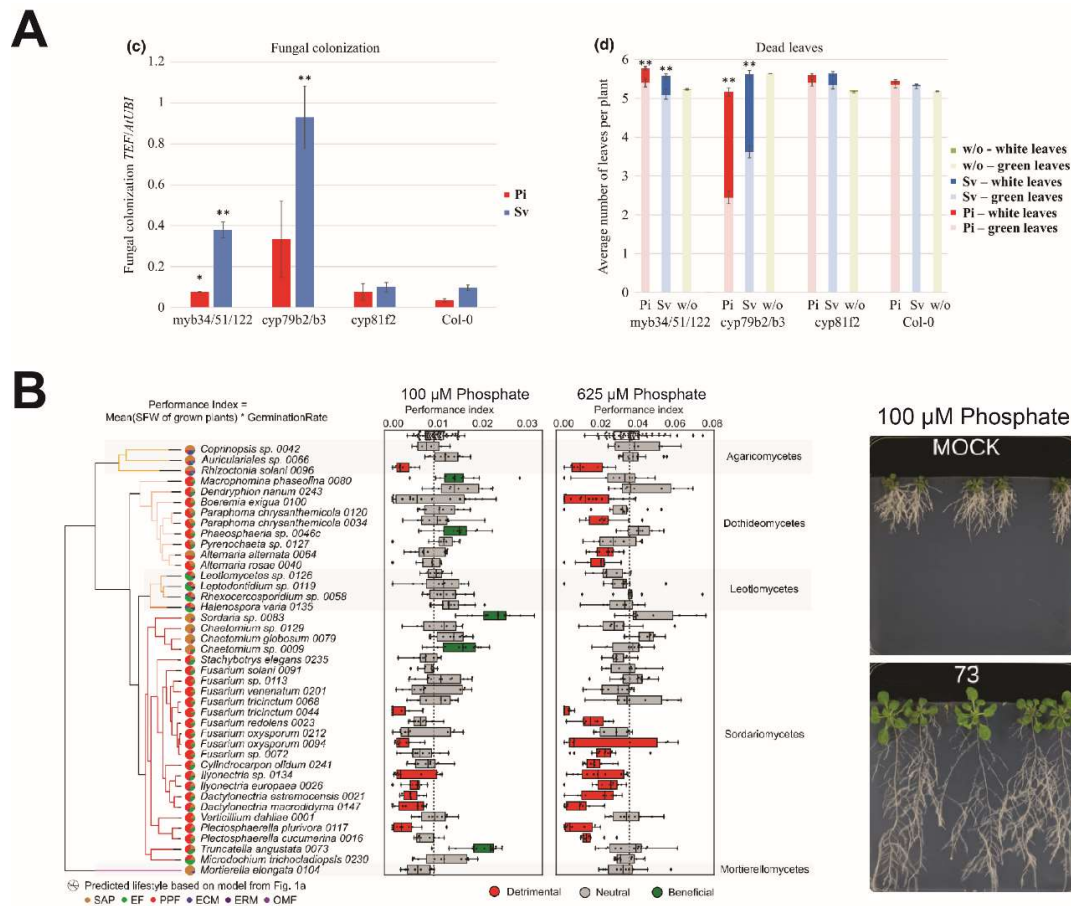 A
(c)
Fungal colonization
Fungal colonization TEF/AtUBI
1.2
1
0.8
0.6
0.4
0.2
0
*
**
**
myb34/51/122
cyp79b2/b3
cyp81f2
Col-0
Pi
Sv
(d)
Dead leaves
Average number of leaves per plant
6
5
4
3
2
1
0
** **
** **
Pi Sv w/o
Pi Sv w/o
Pi Sv w/o
Pi Sv w/o
myb34/51/122
cyp79b2/b3
cyp81f2
Col-0
w/o - white leaves
w/o – green leaves
Sv – white leaves
Sv – green leaves
Pi – white leaves
Pi – green leaves
B
Performance Index =
Mean(SFW of grown plants) * GerminationRate
100 µM Phosphate
Performance index
0.00 0.01 0.02 0.03
625 µM Phosphate
Performance index
0.00 0.02 0.04 0.06 0.08
Coprinopsis sp. 0042
Auriculariales sp. 0066
Rhizoctonia solani 0096
Macrophomina phaseolina 0080
Dendryphion nanum 0243
Boeremia exigua 0100
Paraphoma chrysanthemicola 0120
Paraphoma chrysanthemicola 0034
Phaeosphaeria sp. 0046c
Pyrenochaeta sp. 0127
Alternaria alternata 0064
Alternaria rosae 0040
Leotiomycetes sp. 0126
Leptodontidium sp. 0119
Rhexocercosporidium sp. 0058
Halenospora varia 0135
Sordaria sp. 0083
Chaetomium sp. 0129
Chaetomium globosum 0079
Chaetomium sp. 0009
Stachybotrys elegans 0235
Fusarium solani 0091
Fusarium sp. 0113
Fusarium venenatum 0201
Fusarium tricinctum 0068
Fusarium tricinctum 0044
Fusarium redolens 0023
Fusarium oxysporum 0212
Fusarium oxysporum 0094
Fusarium sp. 0072
Cylindrocarpon olidum 0241
Ilyonectria sp. 0134
Ilyonectria europaea 0026
Dactylonectria estremocensis 0021
Dactylonectria macrodidyma 0147
Verticillium dahliae 0001
Plectosphaerella plurivora 0117
Plectosphaerella cucumerina 0016
Truncatella angustata 0073
Microdochium trichocladiopsis 0230
Mortierella elongata 0104
Agaricomycetes
Dothideomycetes
Leotiomycetes
Sordariomycetes
Mortierellomycetes
Predicted lifestyle based on model from Fig. 1a
SAP EF PPF ECM ERM OMF
Detrimental Neutral Beneficial
100 µM Phosphate
MOCK
73